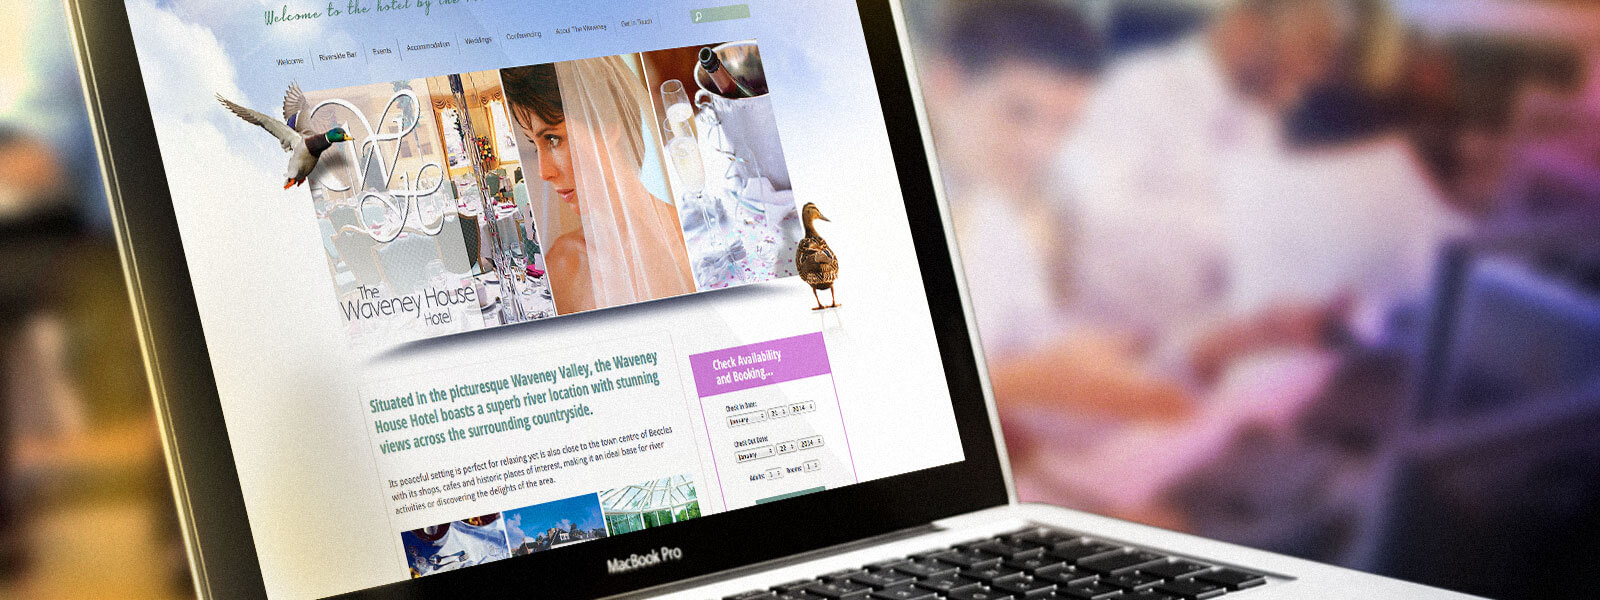 Welcome to the hotel by the
Welcome
Riverside Bar
Events
Accommodation
Weddings
Conferencing
About The Waveney
Get in Touch
W
H
The
Waveney House
Hotel
Situated in the picturesque Waveney Valley, the Waveney
House Hotel boasts a superb river location with stunning
views across the surrounding countryside.
Its peaceful setting is perfect for relaxing yet is also close to the town centre of Beccles
with its shops, cafes and historic places of interest, making it an ideal base for river
activities or discovering the delights of the area.
Check Availability
and Booking...
Check In Date:
January 21 2014
Check Out Date:
January 22 2014
Adults: 1 Rooms: 1
MacBook Pro